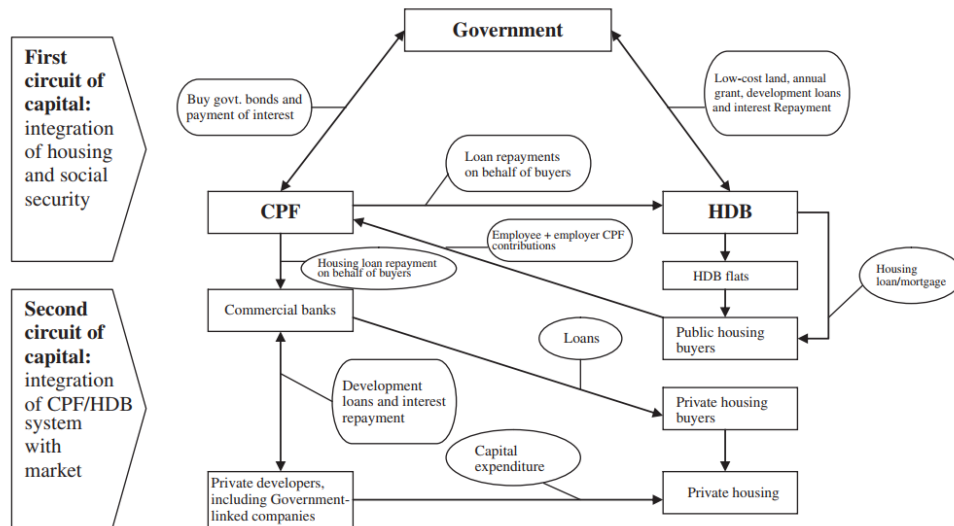 Government
First
circuit of
capital:
integration
of housing
and social
security
Buy govt. bonds and
payment of interest
Low-cost land, annual
grant, development loans
and interest Repayment
Loan repayments
on behalf of buyers
CPF
HDB
Employee + employer CPF
contributions
Housing loan repayment
on behalf of buyers
HDB flats
Housing
loan/mortgage
Second
circuit of
capital:
integration
of CPF/HDB
system
with
market
Commercial banks
Public housing
buyers
Loans
Development
loans and interest
repayment
Private housing
buyers
Capital
expenditure
Private developers,
including Government-
linked companies
Private housing